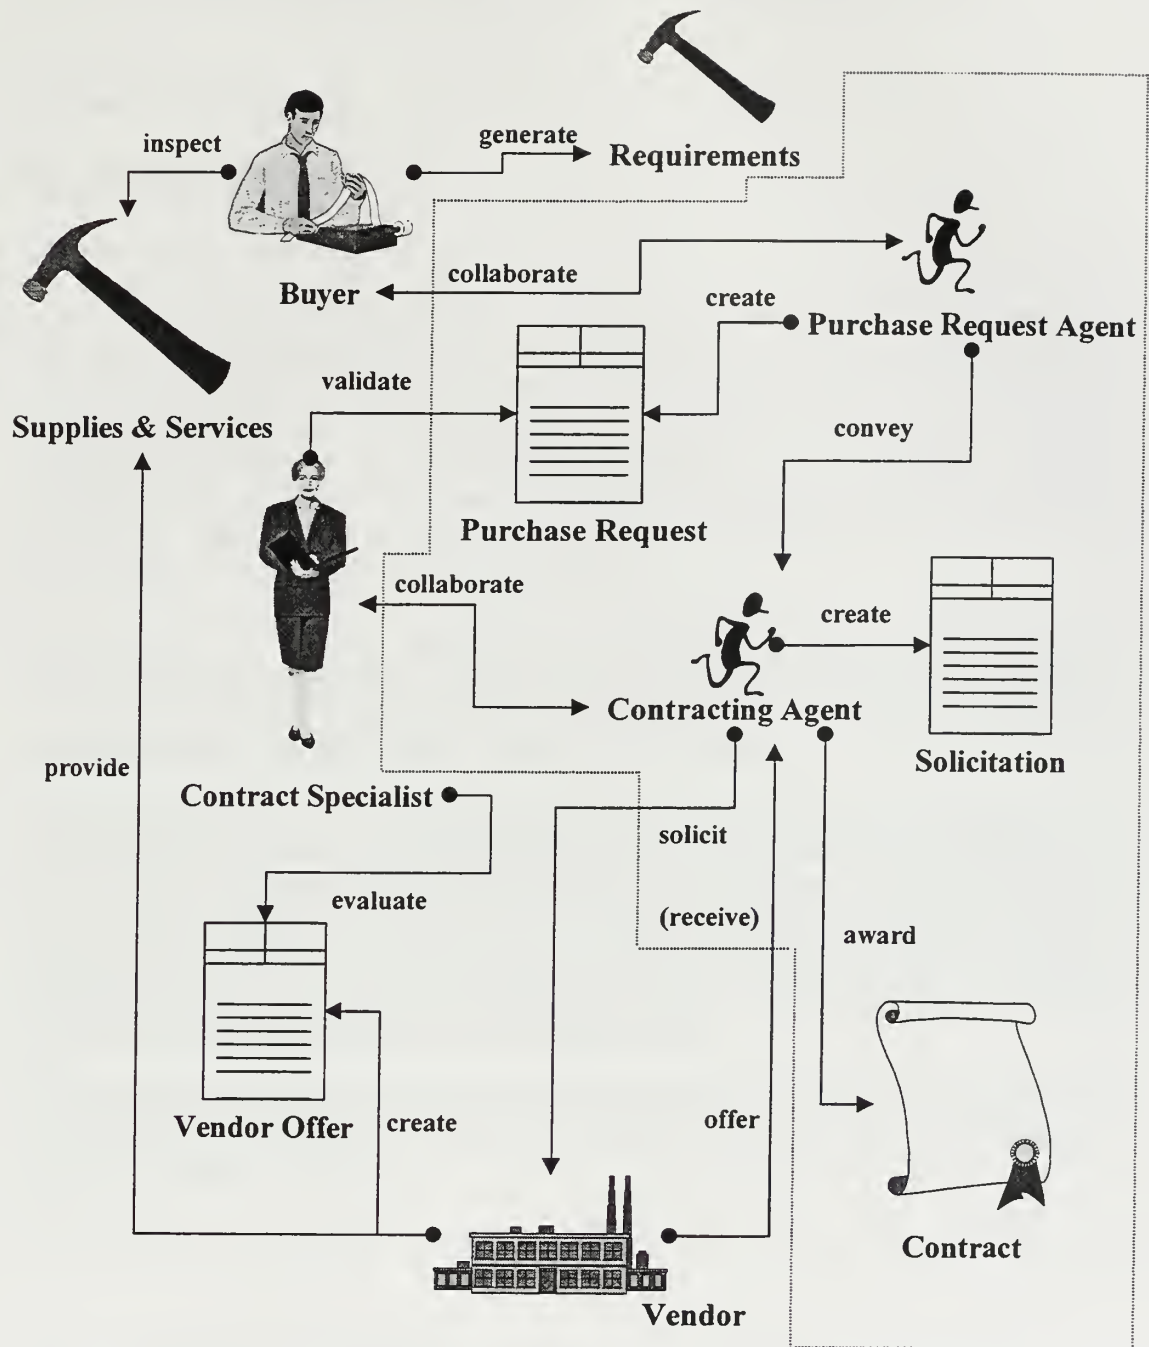 inspect
generate
Requirements
collaborate
Buyer
create
Purchase Request Agent
validate
Supplies & Services
convey
Purchase Request
collaborate
create
Contracting Agent
Solicitation
provide
Contract Specialist
solicit
evaluate
(receive)
award
Vendor Offer
create
offer
Contract
Vendor